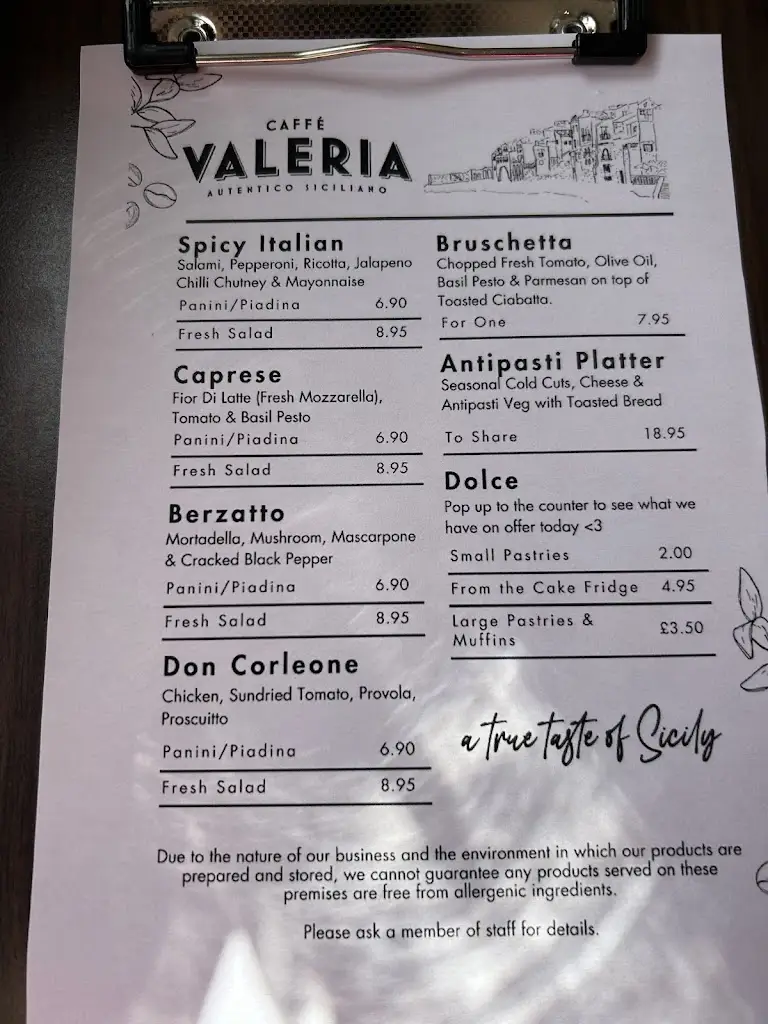 CAFFÉ
VALERIA
AUTENTICO SICILIANO
Spicy Italian
Salami, Pepperoni, Ricotta, Jalapeno
Chilli Chutney & Mayonnaise
Panini/Piadina 6.90
Fresh Salad 8.95
Caprese
Fior Di Latte (Fresh Mozzarella),
Tomato & Basil Pesto
Panini/Piadina 6.90
Fresh Salad 8.95
Berzatto
Mortadella, Mushroom, Mascarpone
& Cracked Black Pepper
Panini/Piadina 6.90
Fresh Salad 8.95
Don Corleone
Chicken, Sundried Tomato, Provola,
Proscuitto
Panini/Piadina 6.90
Fresh Salad 8.95
Bruschetta
Chopped Fresh Tomato, Olive Oil,
Basil Pesto & Parmesan on top of
Toasted Ciabatta.
For One 7.95
Antipasti Platter
Seasonal Cold Cuts, Cheese &
Antipasti Veg with Toasted Bread
To Share 18.95
Dolce
Pop up to the counter to see what we
have on offer today <3
Small Pastries 2.00
From the Cake Fridge 4.95
Large Pastries &
Muffins £3.50
a true taste of Sicily
Due to the nature of our business and the environment in which our products are
prepared and stored, we cannot guarantee any products served on these
premises are free from allergenic ingredients.
Please ask a member of staff for details.